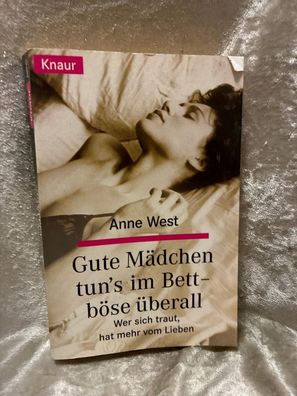 Knaur
Anne West
Gute Mädchen
tun's im Bett–
böse überall
Wer sich traut,
hat mehr vom Lieben